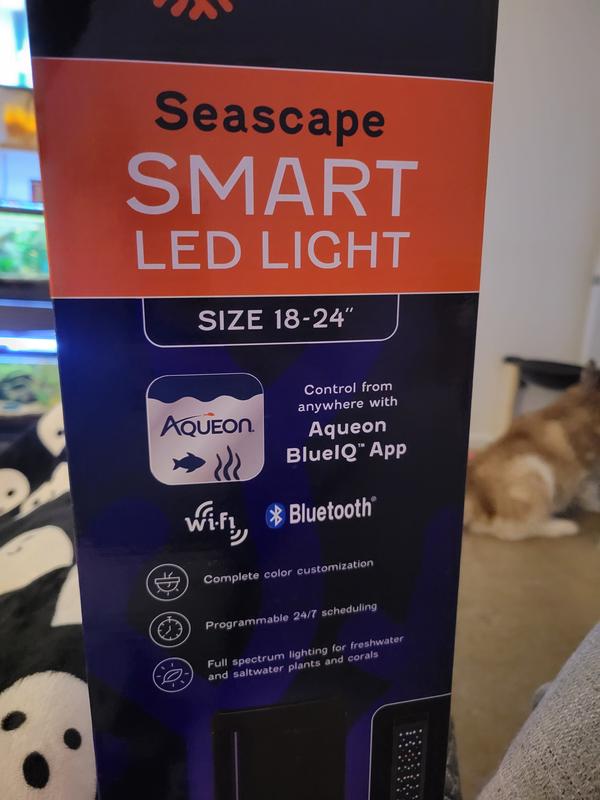 Seascape
SMART
LED LIGHT
SIZE 18-24"
AQUEON
Control from
anywhere with
Aqueon
BlueIQ™ App
Wi-Fi
Bluetooth®
Complete color customization
Programmable 24/7 scheduling
Full spectrum lighting for freshwater
and saltwater plants and corals